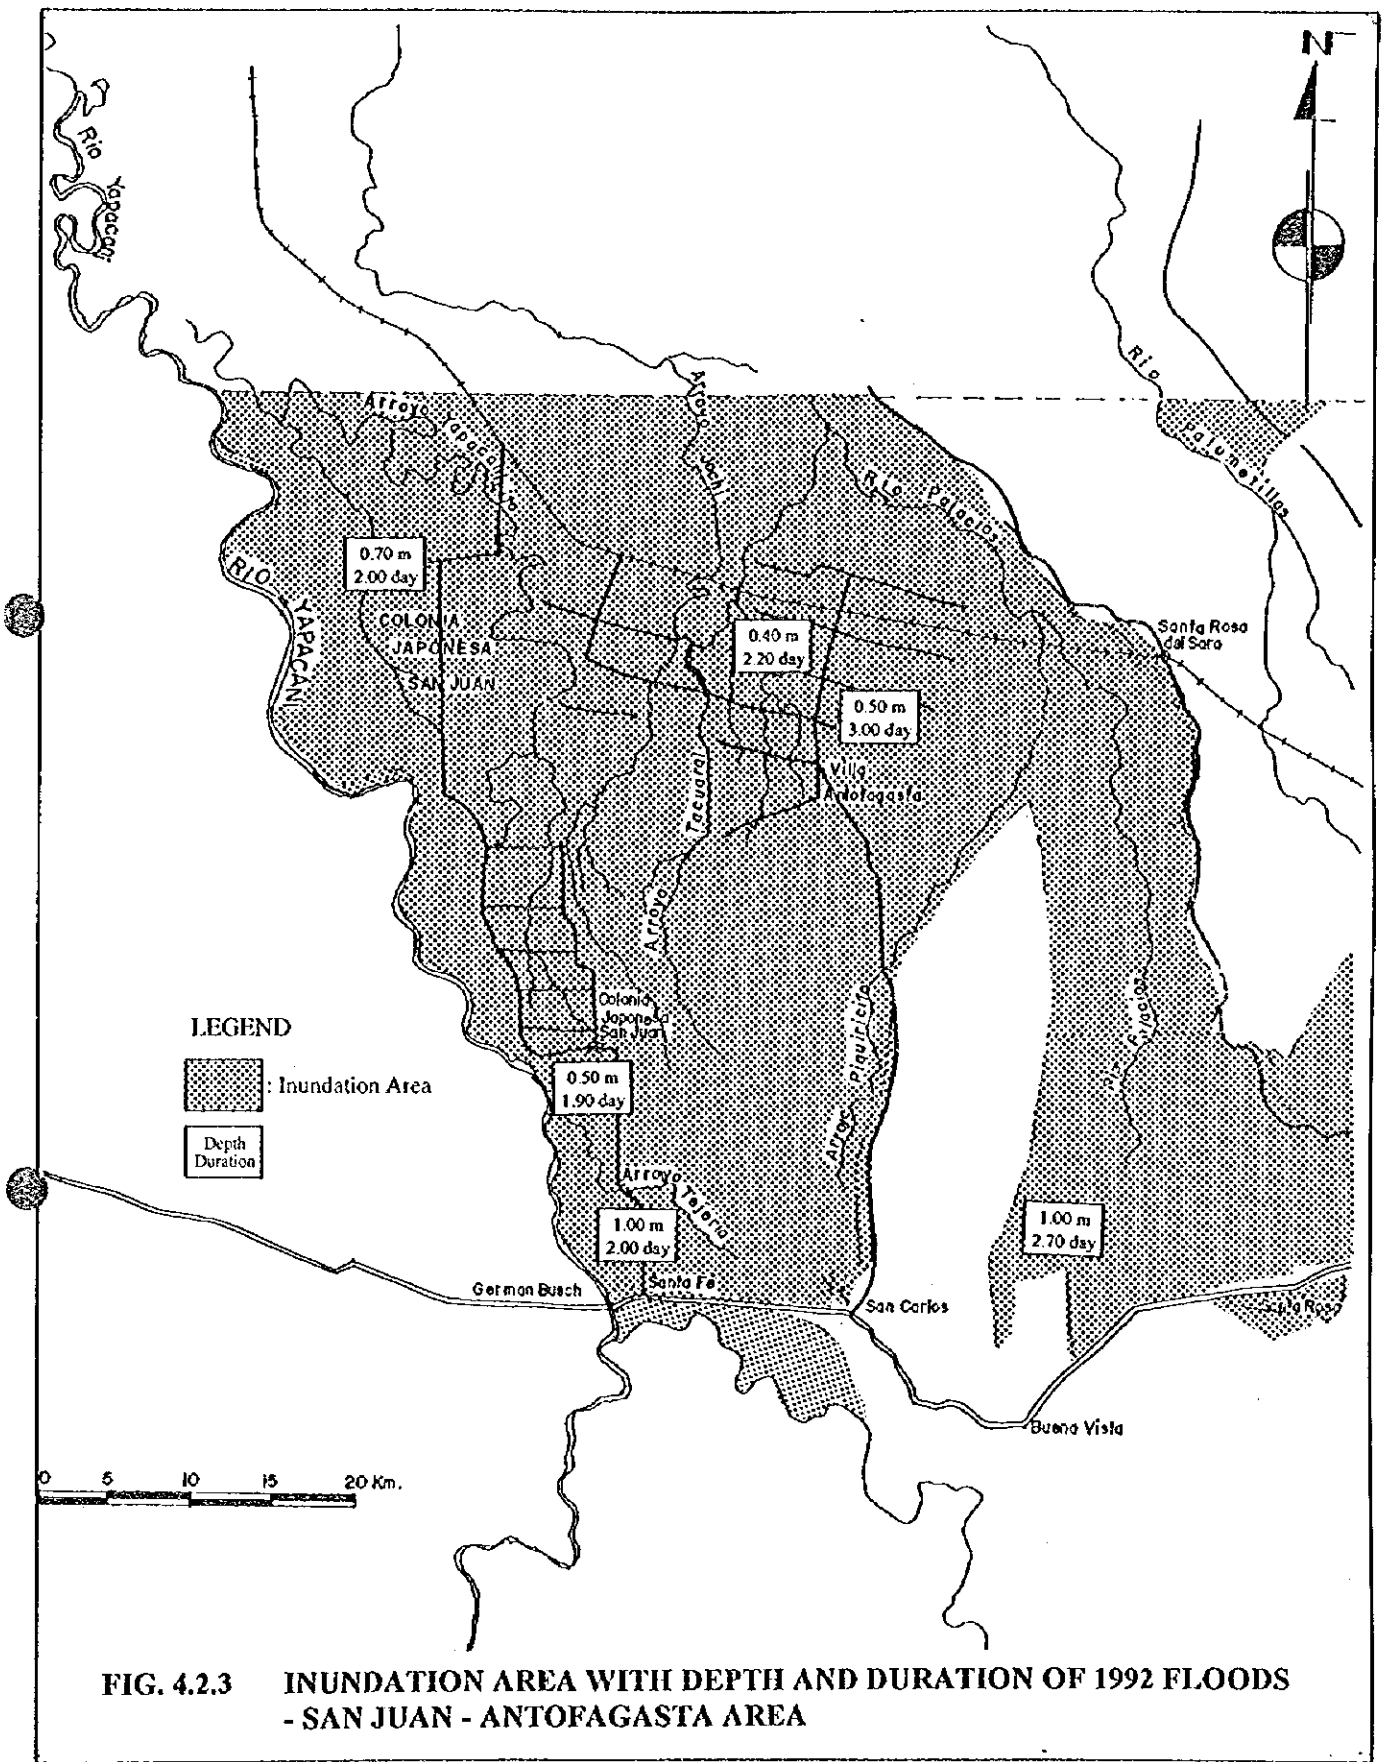 N
Rio
Yapacani
Rio
Palometillas
Arroyo Yapacani
Arroyo Jochi
Rio Palacios
0.70 m
2.00 day
RIO
YAPACANI
COLONIA
JAPONESA
SAN JUAN
0.40 m
2.20 day
Santa Rosa
del Sara
0.50 m
3.00 day
Villa
Antofagasta
Arroyo Tacuaral
Colonia
Japonesa
San Juan
LEGEND
: Inundation Area
Depth
Duration
0.50 m
1.90 day
Palacios
Arroyo Tejeria
1.00 m
2.00 day
1.00 m
2.70 day
German Busch
Santa Fe
San Carlos
Buena Vista
0 5 10 15 20 Km.
FIG. 4.2.3 INUNDATION AREA WITH DEPTH AND DURATION OF 1992 FLOODS
- SAN JUAN - ANTOFAGASTA AREA